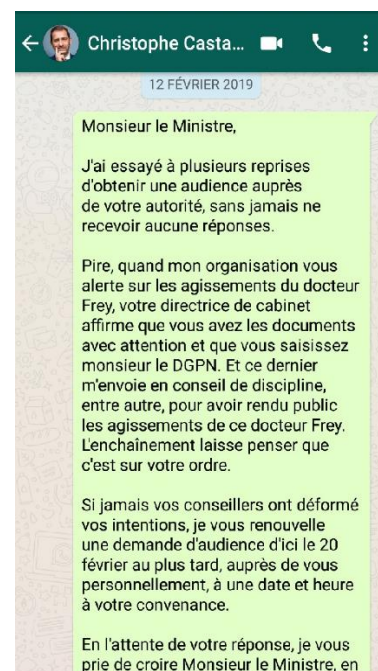 Christophe Casta...
12 FÉVRIER 2019
Monsieur le Ministre,
J'ai essayé à plusieurs reprises
d'obtenir une audience auprès
de votre autorité, sans jamais ne
recevoir aucune réponses.
Pire, quand mon organisation vous
alerte sur les agissements du docteur
Frey, votre directrice de cabinet
affirme que vous avez les documents
avec attention et que vous saisissez
monsieur le DGPN. Et ce dernier
m'envoie en conseil de discipline,
entre autre, pour avoir rendu public
les agissements de ce docteur Frey.
L'enchaînement laisse penser que
c'est sur votre ordre.
Si jamais vos conseillers ont déformé
vos intentions, je vous renouvelle
une demande d'audience d'ici le 20
février au plus tard, auprès de vous
personnellement, à une date et heure
à votre convenance.
En l'attente de votre réponse, je vous
prie de croire Monsieur le Ministre, en